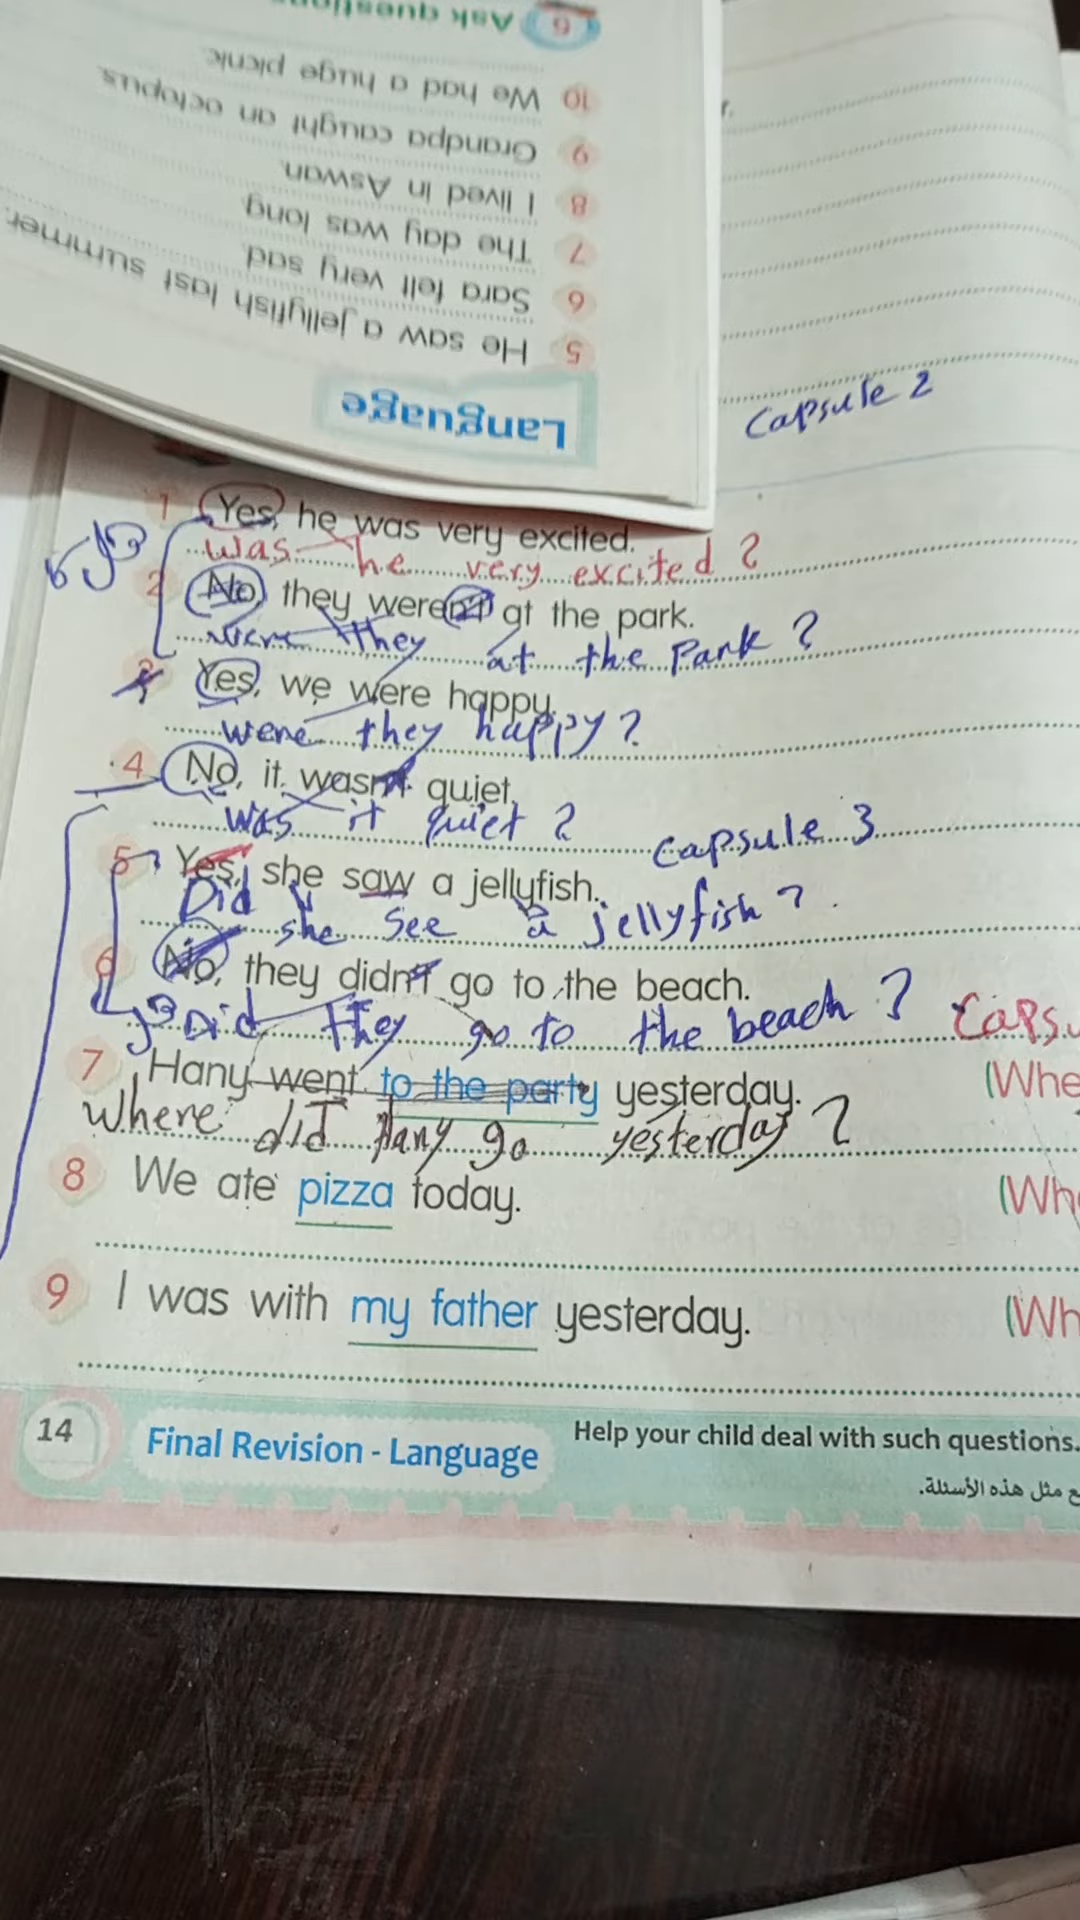 6 Ask questions
10 We had a huge picnic.
9 Grandpa caught an octopus.
8 I lived in Aswan.
7 The day was long.
6 Sara felt very sad.
5 He saw a jellyfish last summer.
Language
Capsule 2
1 Yes, he was very excited.
was he very excited ?
2 No, they weren't at the park.
were they at the Park ?
3 Yes, we were happy.
were they happy ?
4 No, it wasn't quiet.
was it quiet ?
Capsule 3
5 Yes, she saw a jellyfish.
Did she see a jellyfish ?
6 No, they didn't go to the beach.
Did they go to the beach ?
Capsu
7 Hany went to the party yesterday. (Whe
where did Hany go yesterday ?
8 We ate pizza today. (Wh
9 I was with my father yesterday. (Wh
14 Final Revision - Language Help your child deal with such questions.
ع مثل هذه الأسئلة.